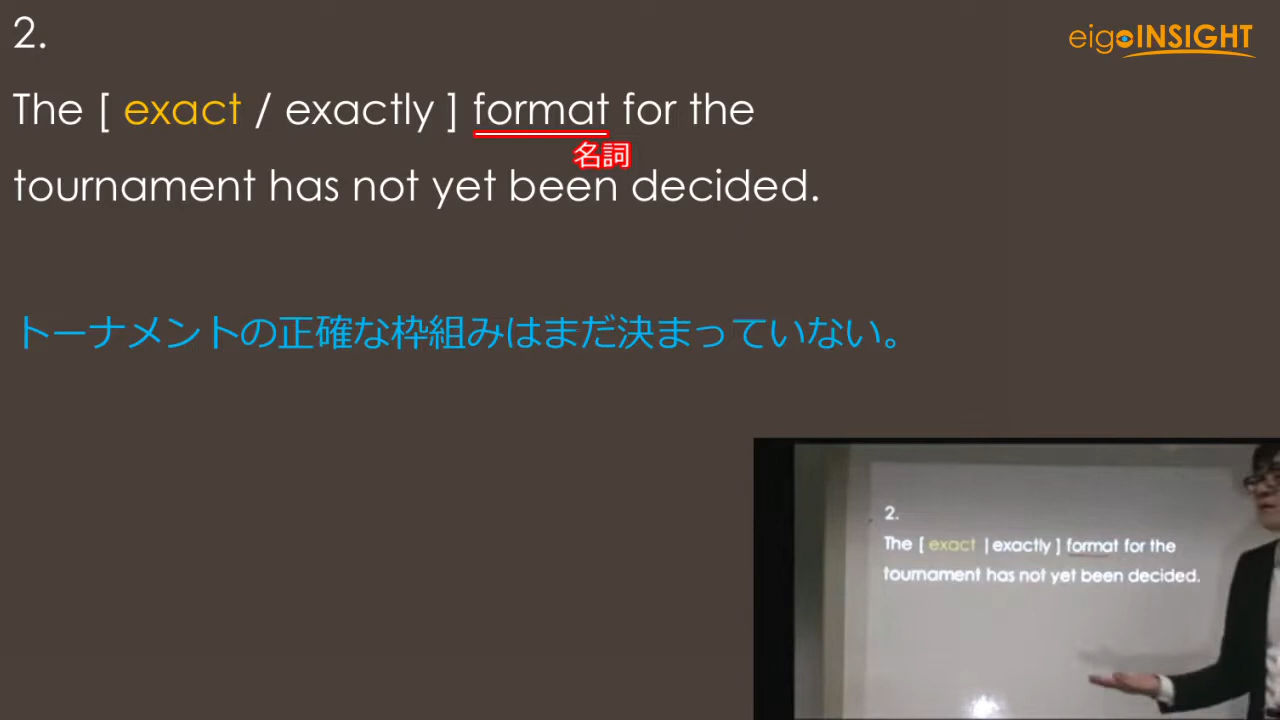 2.
eigoINSIGHT
The [ exact / exactly ] format for the
名詞
tournament has not yet been decided.
トーナメントの正確な枠組みはまだ決まっていない。
2.
The [ exact | exactly ] format for the
tournament has not yet been decided.